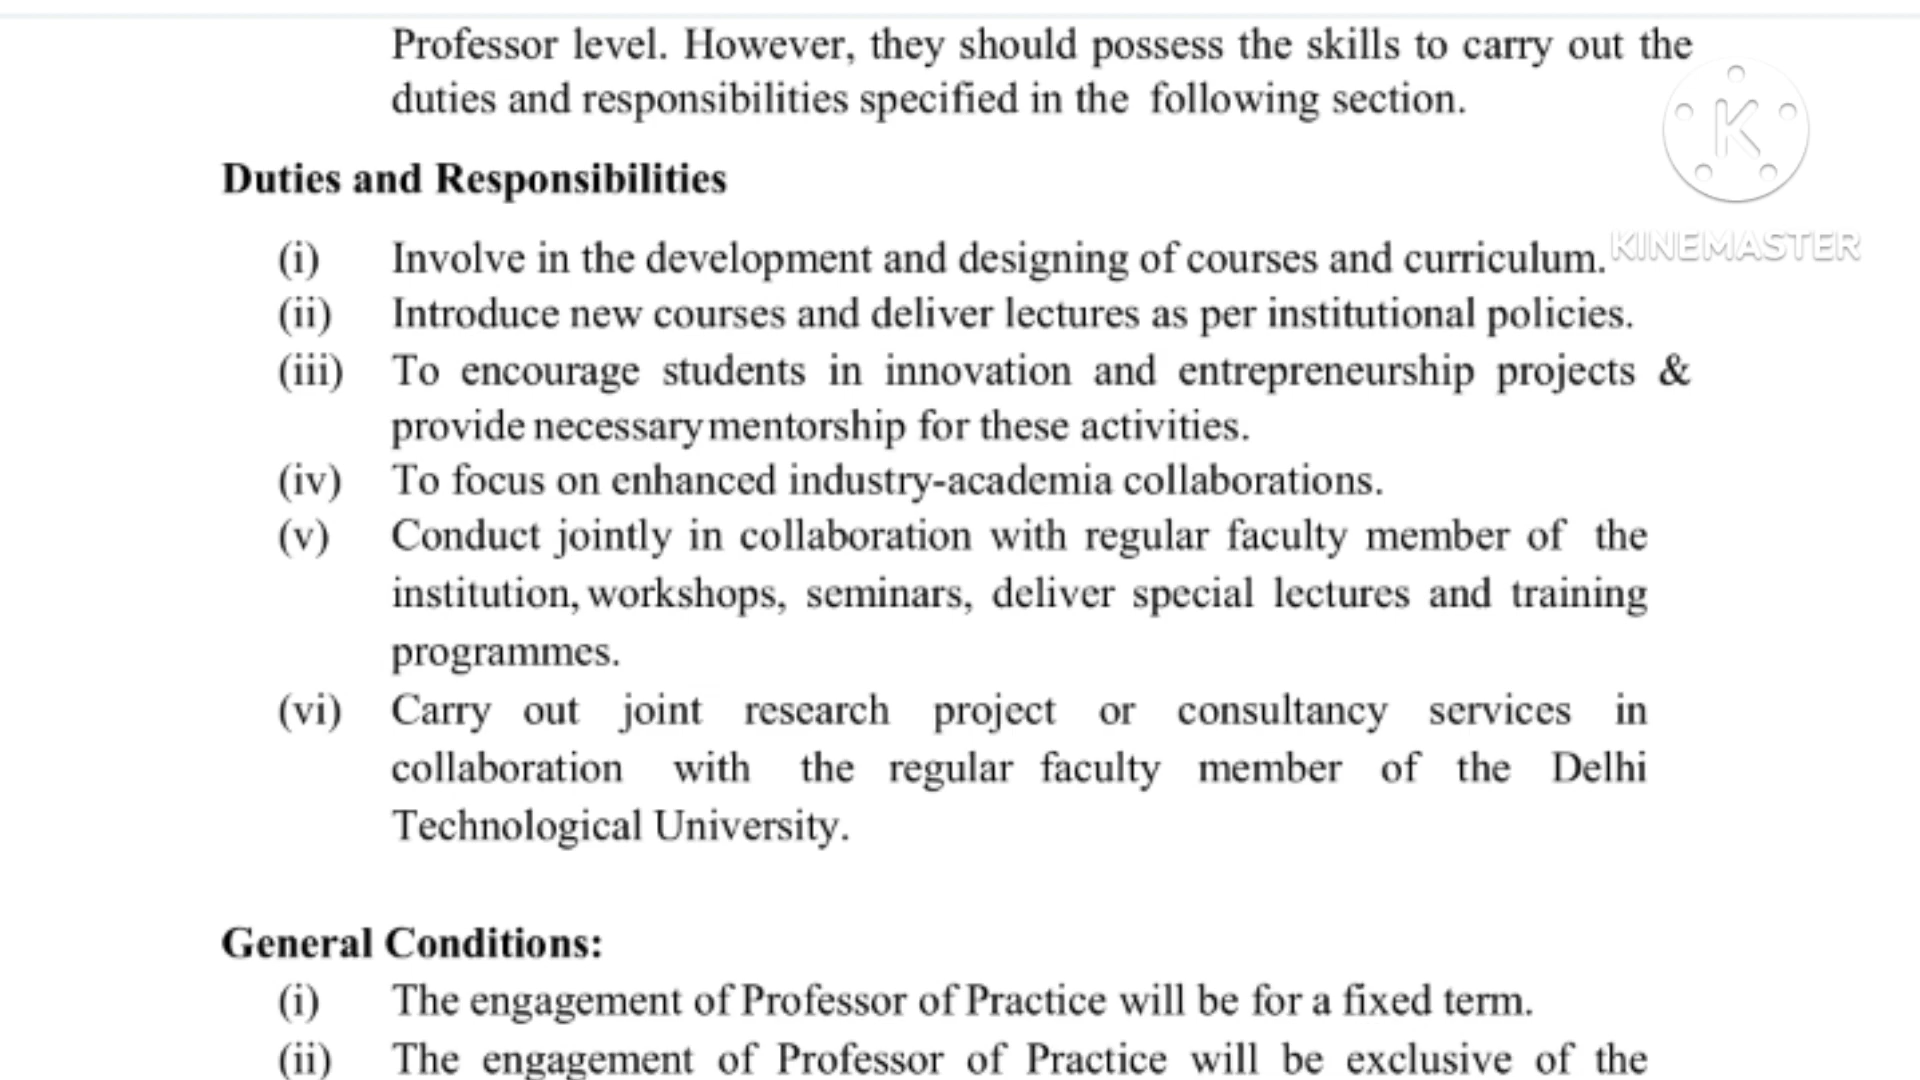 Professor level. However, they should possess the skills to carry out the
duties and responsibilities specified in the following section.
K
KINEMASTER
Duties and Responsibilities
(i) Involve in the development and designing of courses and curriculum.
(ii) Introduce new courses and deliver lectures as per institutional policies.
(iii) To encourage students in innovation and entrepreneurship projects &
provide necessary mentorship for these activities.
(iv) To focus on enhanced industry-academia collaborations.
(v) Conduct jointly in collaboration with regular faculty member of the
institution, workshops, seminars, deliver special lectures and training
programmes.
(vi) Carry out joint research project or consultancy services in
collaboration with the regular faculty member of the Delhi
Technological University.
General Conditions:
(i) The engagement of Professor of Practice will be for a fixed term.
(ii) The engagement of Professor of Practice will be exclusive of the